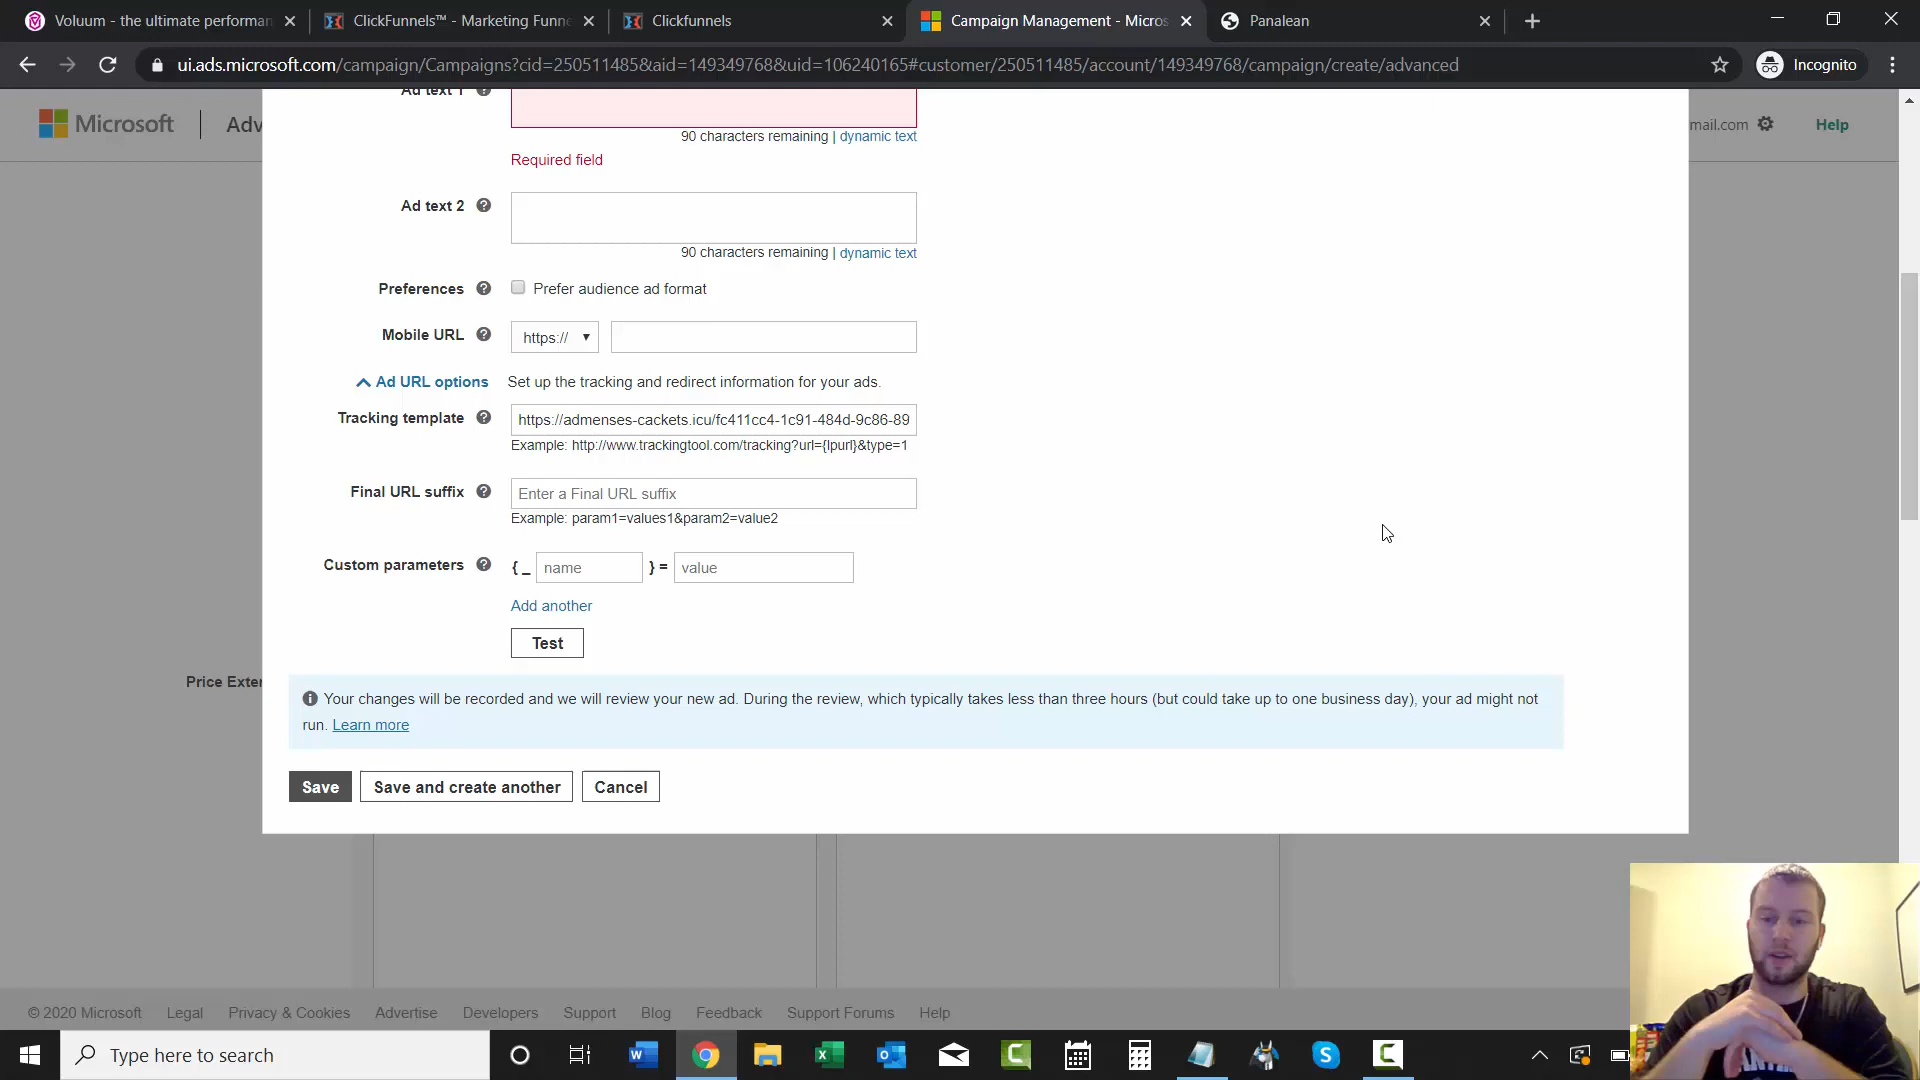 Voluum - the ultimate performan
ClickFunnels™ - Marketing Funne
Clickfunnels
Campaign Management - Micros
Panalean
ui.ads.microsoft.com/campaign/Campaigns?cid=250511485&aid=149349768&uid=106240165#customer/250511485/account/149349768/campaign/create/advanced
Incognito
Microsoft
Adv
mail.com
Help
Ad text 1
90 characters remaining | dynamic text
Required field
Ad text 2
90 characters remaining | dynamic text
Preferences
Prefer audience ad format
Mobile URL
https://
Ad URL options
Set up the tracking and redirect information for your ads.
Tracking template
https://admenses-cackets.icu/fc411cc4-1c91-484d-9c86-89
Example: http://www.trackingtool.com/tracking?url={lpurl}&type=1
Final URL suffix
Enter a Final URL suffix
Example: param1=values1&param2=value2
Custom parameters
{ _ name } = value
Add another
Test
Price Exter
Your changes will be recorded and we will review your new ad. During the review, which typically takes less than three hours (but could take up to one business day), your ad might not
run. Learn more
Save
Save and create another
Cancel
© 2020 Microsoft
Legal
Privacy & Cookies
Advertise
Developers
Support
Blog
Feedback
Support Forums
Help
Type here to search